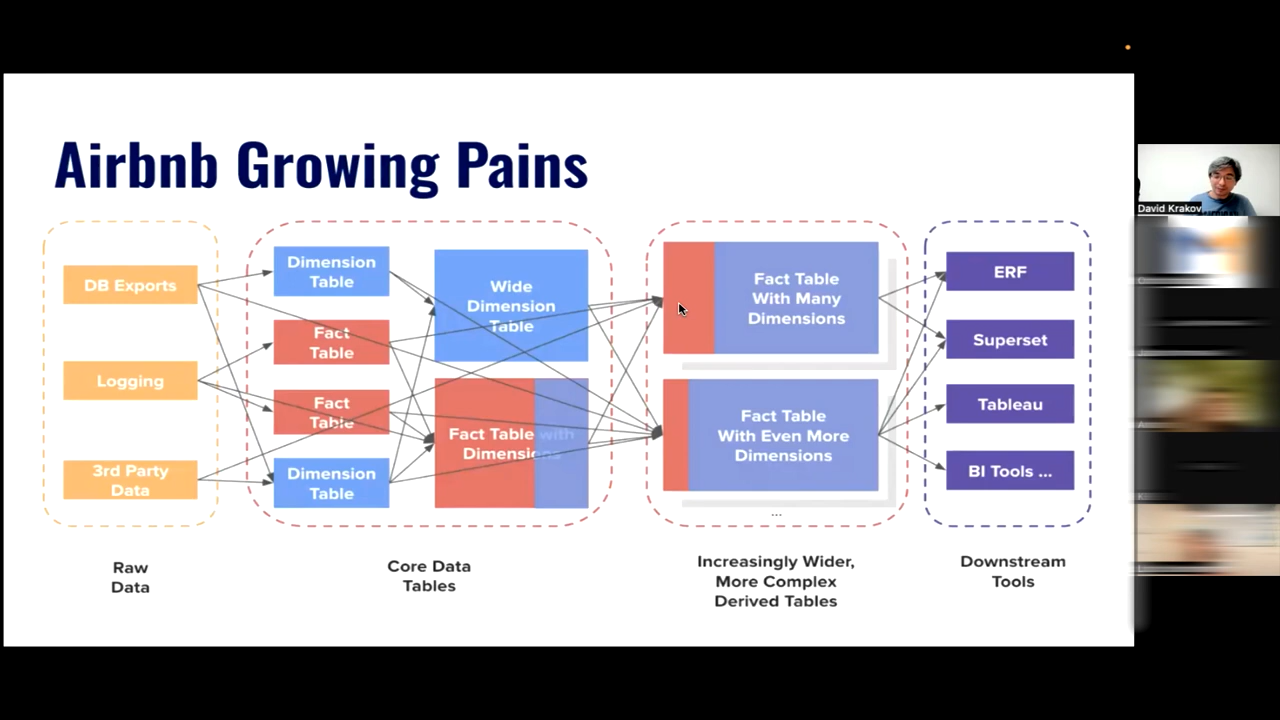 Airbnb Growing Pains
DB Exports
Logging
3rd Party
Data
Raw
Data
Dimension
Table
Fact
Table
Fact
Table
Dimension
Table
Wide
Dimension
Table
Fact Table with
Dimensions
Core Data
Tables
Fact Table
With Many
Dimensions
Fact Table
With Even More
Dimensions
...
Increasingly Wider,
More Complex
Derived Tables
ERF
Superset
Tableau
BI Tools ...
Downstream
Tools
David Krakov